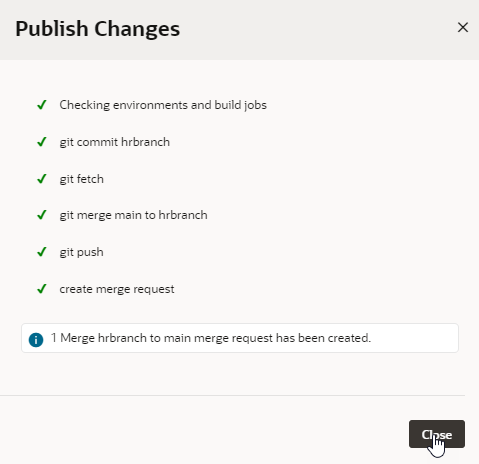 Publish Changes
Checking environments and build jobs
git commit hrbranch
git fetch
git merge main to hrbranch
git push
create merge request
1 Merge hrbranch to main merge request has been created.
Close